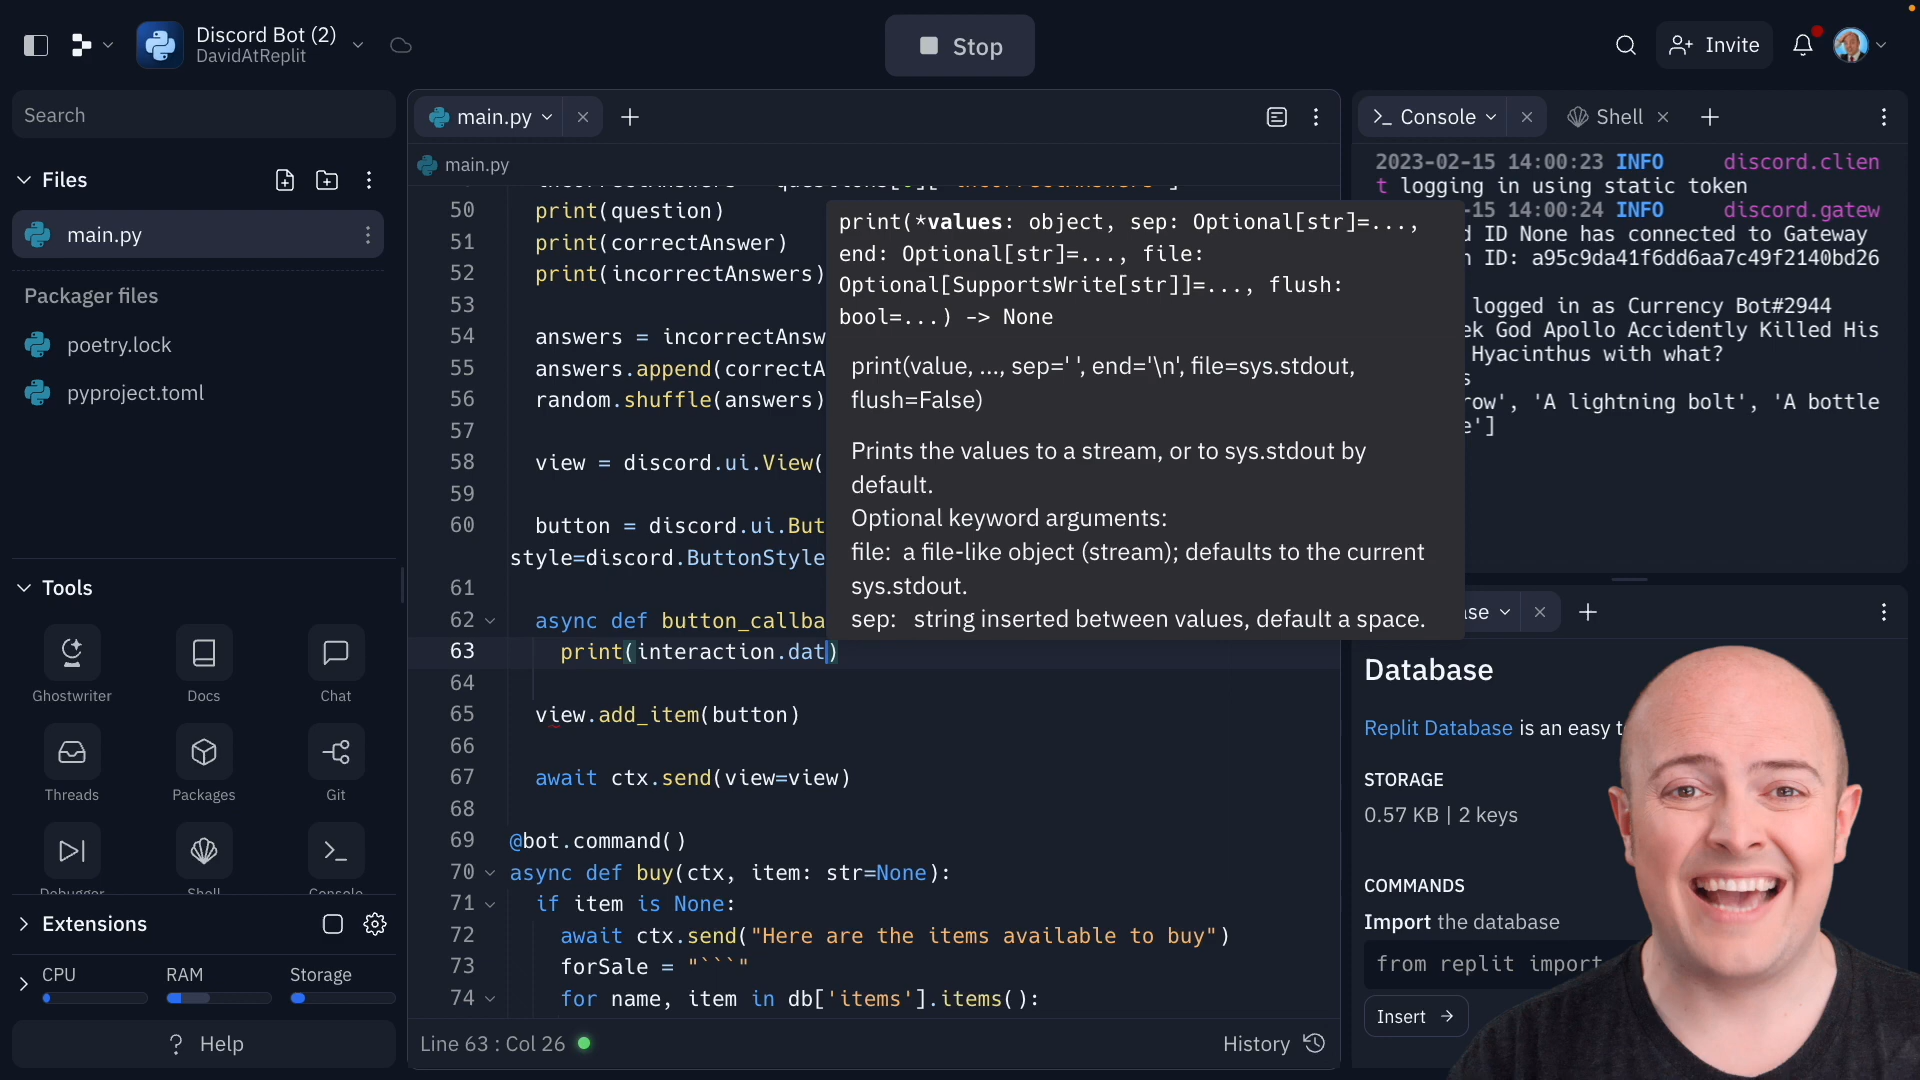 Discord Bot (2)
DavidAtReplit
Stop
Invite
Search
Files
main.py
Packager files
poetry.lock
pyproject.toml
Tools
Ghostwriter
Docs
Chat
Threads
Packages
Git
Debugger
Shell
Console
Extensions
CPU
RAM
Storage
? Help
main.py
main.py
50 print(question)
51 print(correctAnswer)
52 print(incorrectAnswers)
53
54 answers = incorrectAnsw
55 answers.append(correctA
56 random.shuffle(answers)
57
58 view = discord.ui.View(
59
60 button = discord.ui.But
style=discord.ButtonStyle
61
62 async def button_callba
63 print(interaction.dat)
64
65 view.add_item(button)
66
67 await ctx.send(view=view)
68
69 @bot.command()
70 async def buy(ctx, item: str=None):
71 if item is None:
72 await ctx.send("Here are the items available to buy")
73 forSale = "```"
74 for name, item in db['items'].items():
Line 63 : Col 26
History
print(*values: object, sep: Optional[str]=...,
end: Optional[str]=..., file:
Optional[SupportsWrite[str]]=..., flush:
bool=...) -> None
print(value, ..., sep=' ', end='\n', file=sys.stdout,
flush=False)
Prints the values to a stream, or to sys.stdout by
default.
Optional keyword arguments:
file: a file-like object (stream); defaults to the current
sys.stdout.
sep: string inserted between values, default a space.
>_ Console
Shell
2023-02-15 14:00:23 INFO discord.clien
t logging in using static token
-15 14:00:24 INFO discord.gatew
d ID None has connected to Gateway
n ID: a95c9da41f6dd6aa7c49f2140bd26
logged in as Currency Bot#2944
ek God Apollo Accidently Killed His
Hyacinthus with what?
s
row', 'A lightning bolt', 'A bottle
e']
ase
Database
Replit Database is an easy t
STORAGE
0.57 KB | 2 keys
COMMANDS
Import the database
from replit import
Insert →